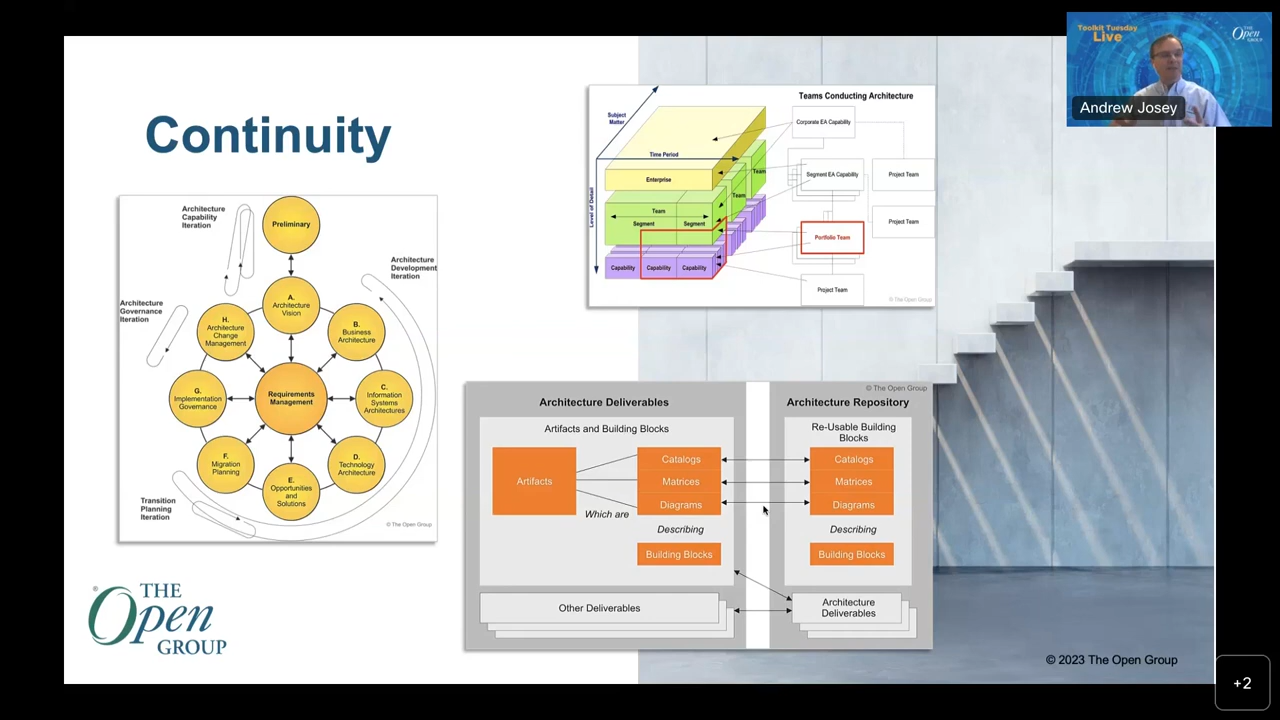 Continuity
Architecture
Capability
Iteration
Preliminary
Architecture
Development
Iteration
Architecture
Governance
Iteration
A.
Architecture
Vision
H.
Architecture
Change
Management
B.
Business
Architecture
G.
Implementation
Governance
Requirements
Management
C.
Information
Systems
Architectures
F.
Migration
Planning
D.
Technology
Architecture
E.
Opportunities
and
Solutions
Transition
Planning
Iteration
© The Open Group
Teams Conducting Architecture
Subject
Matter
Time Period
Level of Detail
Enterprise
Team
Team
Team
Segment
Segment
Capability
Capability
Capability
Corporate EA Capability
Segment EA Capability
Project Team
Project Team
Portfolio Team
Project Team
© The Open Group
© The Open Group
Architecture Deliverables
Artifacts and Building Blocks
Artifacts
Which are
Catalogs
Matrices
Diagrams
Describing
Building Blocks
Other Deliverables
Architecture Repository
Re-Usable Building
Blocks
Catalogs
Matrices
Diagrams
Describing
Building Blocks
Architecture
Deliverables
THE
Open
GROUP
®
© 2023 The Open Group
Toolkit Tuesday
Live
THE
Open
GROUP
Andrew Josey
+2